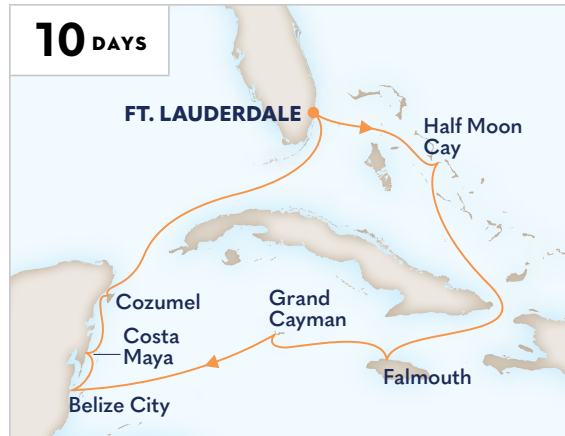 10 DAYS
FT. LAUDERDALE
Half Moon
Cay
Cozumel
Grand
Cayman
Costa
Maya
Falmouth
Belize City